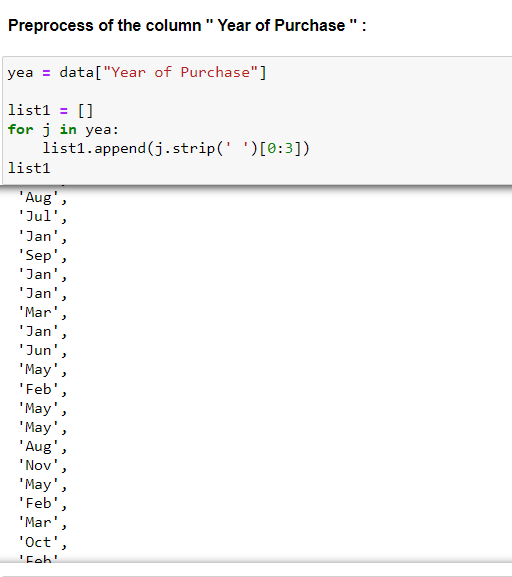 Preprocess of the column " Year of Purchase " :
yea = data["Year of Purchase"]
list1 = []
for j in yea:
    list1.append(j.strip(' ')[0:3])
list1
'Aug',
'Jul',
'Jan',
'Sep',
'Jan',
'Jan',
'Mar',
'Jan',
'Jun',
'May',
'Feb',
'May',
'May',
'Aug',
'Nov',
'May',
'Feb',
'Mar',
'Oct',
'Feb'